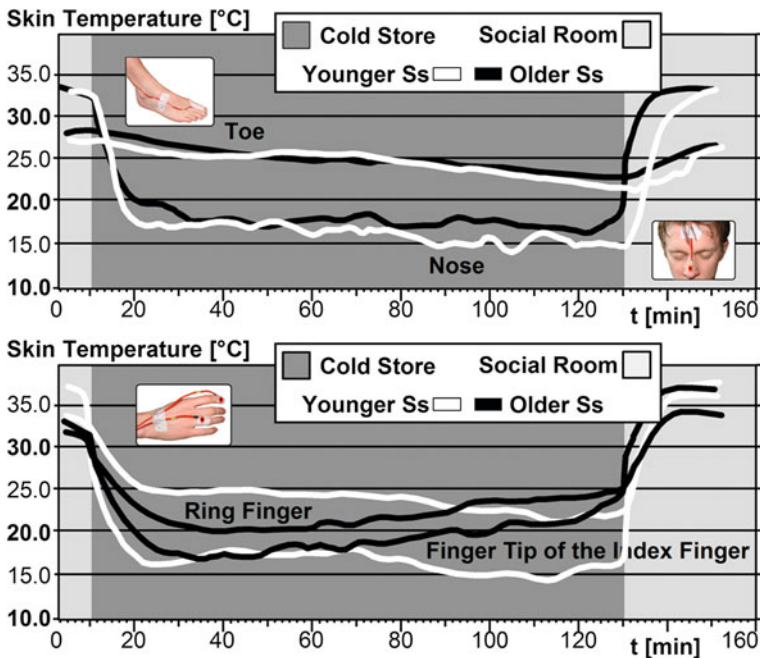 Skin Temperature [°C]
Cold Store Social Room
Younger Ss Older Ss
35.0
30.0
25.0
20.0
15.0
10.0
Toe
Nose
0 20 40 60 80 100 120 t [min] 160
Skin Temperature [°C]
Cold Store Social Room
Younger Ss Older Ss
35.0
30.0
25.0
20.0
15.0
10.0
Ring Finger
Finger Tip of the Index Finger
0 20 40 60 80 100 120 t [min] 160